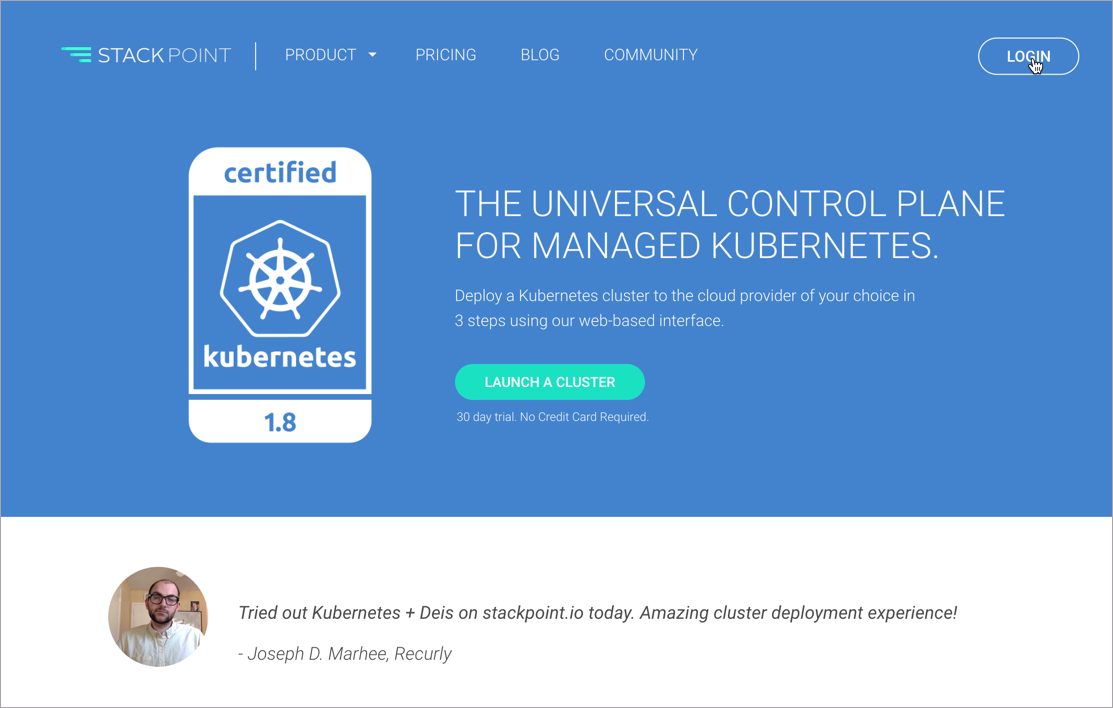 STACKPOINT
PRODUCT
PRICING
BLOG
COMMUNITY
LOGIN
certified
kubernetes
1.8
THE UNIVERSAL CONTROL PLANE
FOR MANAGED KUBERNETES.
Deploy a Kubernetes cluster to the cloud provider of your choice in
3 steps using our web-based interface.
LAUNCH A CLUSTER
30 day trial. No Credit Card Required.
Tried out Kubernetes + Deis on stackpoint.io today. Amazing cluster deployment experience!
- Joseph D. Marhee, Recurly